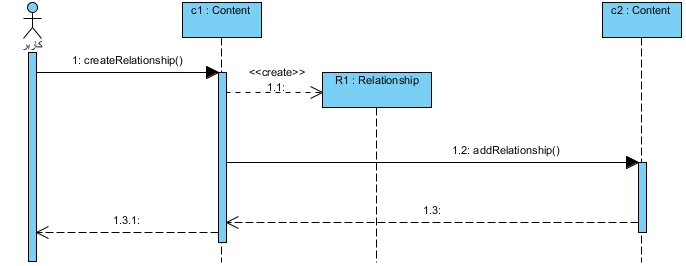 c1 : Content
c2 : Content
کاربر
1: createRelationship()
<<create>>
1.1:
R1 : Relationship
1.2: addRelationship()
1.3:
1.3.1: